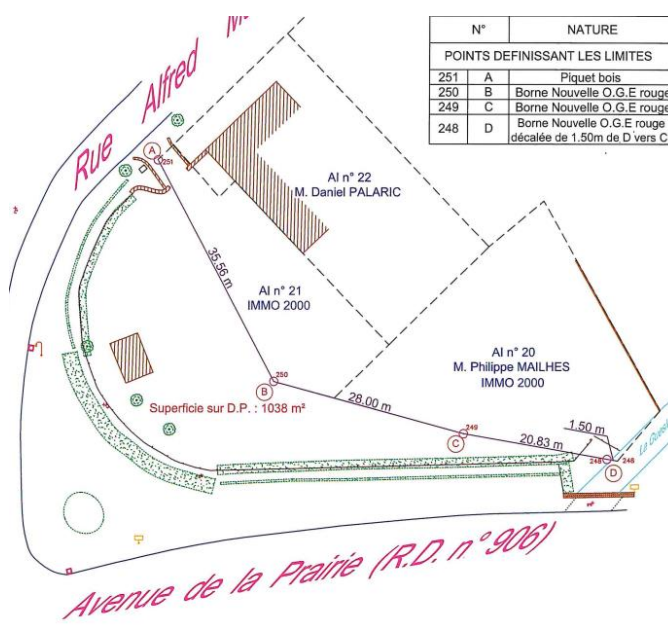 N° NATURE
POINTS DEFINISSANT LES LIMITES
251 A Piquet bois
250 B Borne Nouvelle O.G.E rouge
249 C Borne Nouvelle O.G.E rouge
248 D Borne Nouvelle O.G.E rouge
décalée de 1.50m de D vers C
Rue Alfred
A
251
AI n° 22
M. Daniel PALARIC
35.56 m
AI n° 21
IMMO 2000
AI n° 20
M. Philippe MAILHES
IMMO 2000
250
B
28.00 m
Superficie sur D.P. : 1038 m²
249
C
20.83 m
1.50 m
248
248
D
Avenue de la Prairie (R.D. n° 906)